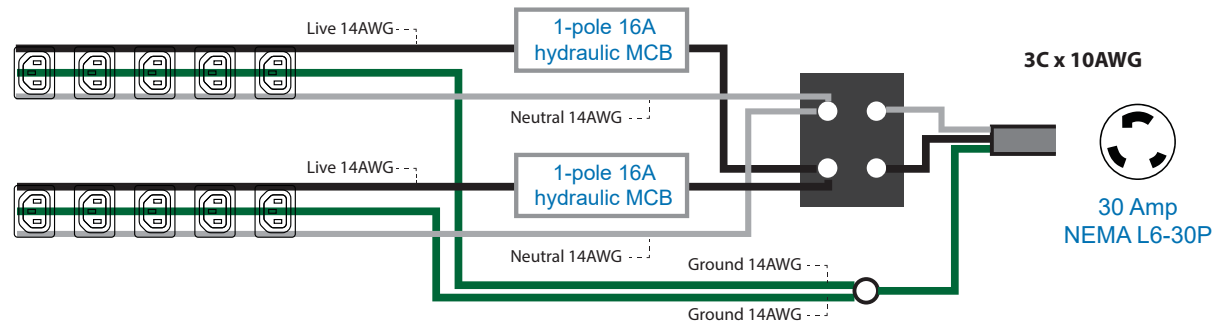 Live 14AWG
1-pole 16A
hydraulic MCB
3C x 10AWG
Neutral 14AWG
Live 14AWG
1-pole 16A
hydraulic MCB
30 Amp
NEMA L6-30P
Neutral 14AWG
Ground 14AWG
Ground 14AWG